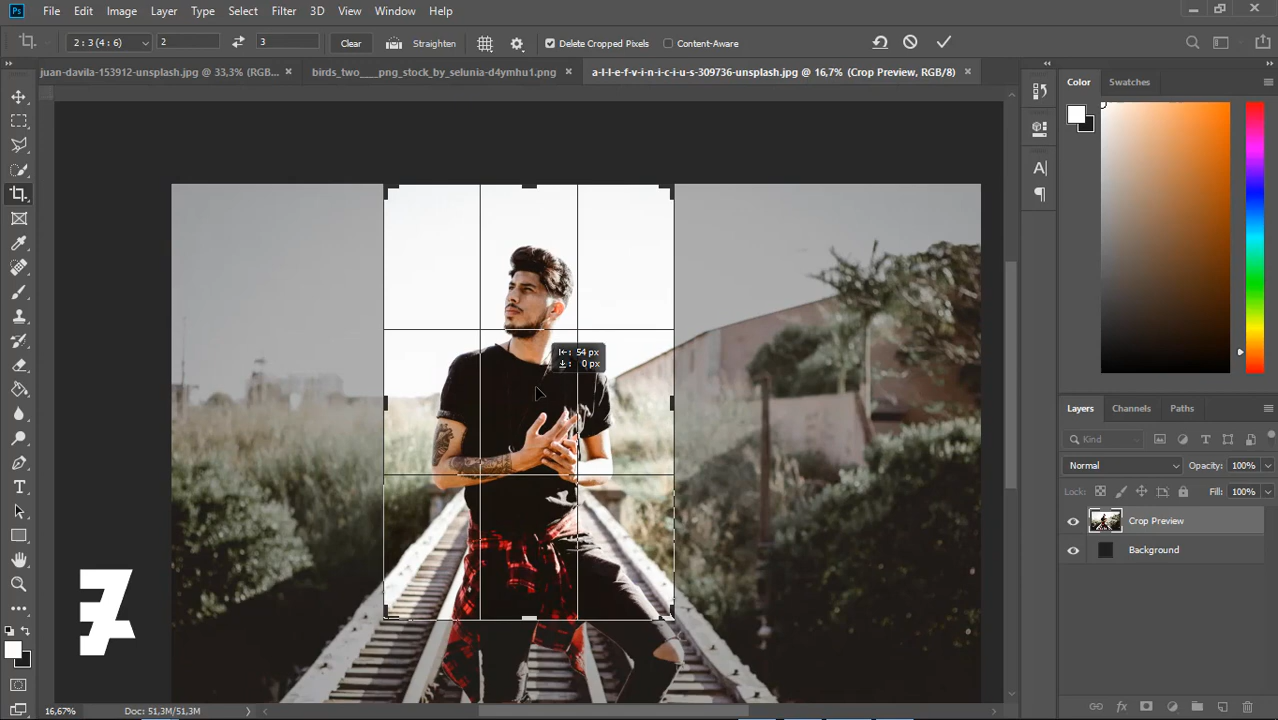 Ps File Edit Image Layer Type Select Filter 3D View Window Help
2 : 3 (4 : 6) 2 3 Clear Straighten Delete Cropped Pixels Content-Aware
juan-davila-153912-unsplash.jpg @ 33,3% (RGB... × birds_two___png_stock_by_selunia-d4ymhu1.png × a-l-l-e-f-v-i-n-i-c-i-u-s-309736-unsplash.jpg @ 16,7% (Crop Preview, RGB/8) ×
Color Swatches
54 px
0 px
Layers Channels Paths
Kind
Normal Opacity: 100%
Lock: Fill: 100%
Crop Preview
Background
16,67% Doc: 51,3M/51,3M